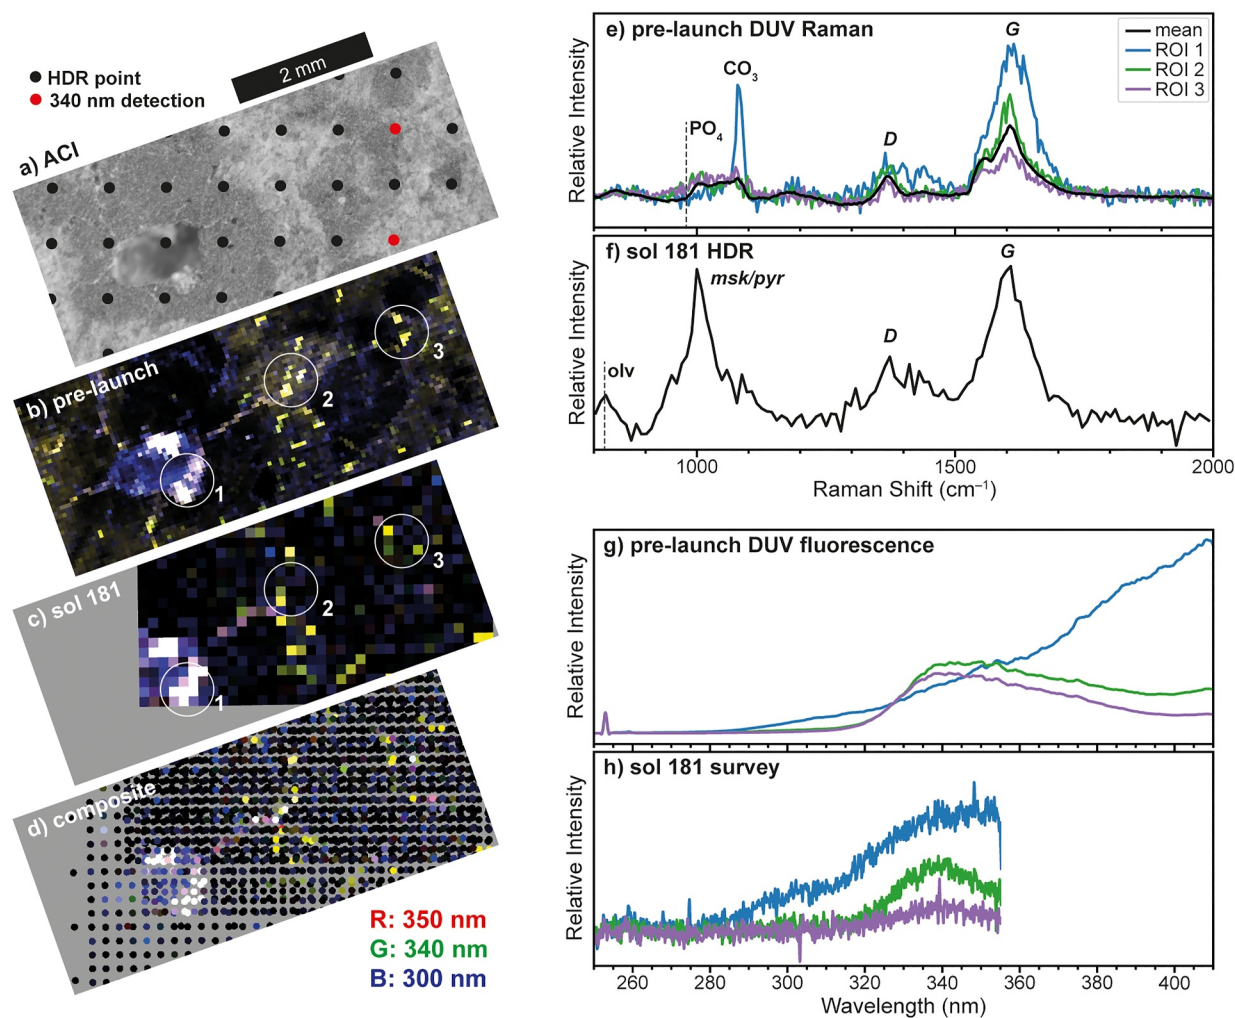 HDR point
340 nm detection
2 mm
a) ACI
b) pre-launch
1
2
3
c) sol 181
1
2
3
d) composite
R: 350 nm
G: 340 nm
B: 300 nm
e) pre-launch DUV Raman
G
CO3
PO4
D
mean
ROI 1
ROI 2
ROI 3
Relative Intensity
f) sol 181 HDR
G
msk/pyr
D
olv
Relative Intensity
1000 1500 2000
Raman Shift (cm–1)
g) pre-launch DUV fluorescence
Relative Intensity
h) sol 181 survey
Relative Intensity
260 280 300 320 340 360 380 400
Wavelength (nm)